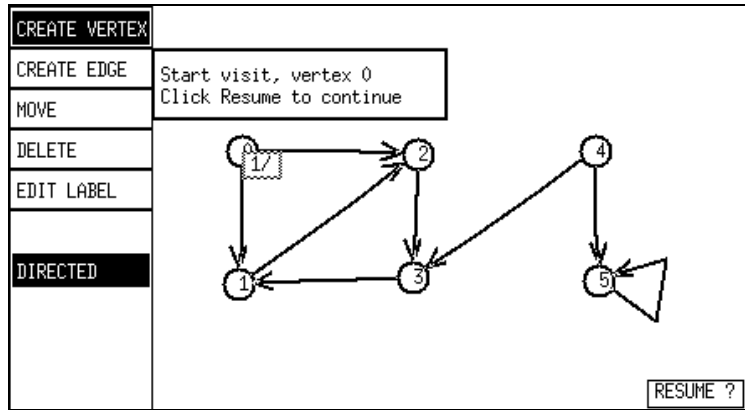 CREATE VERTEX
CREATE EDGE
MOVE
DELETE
EDIT LABEL
DIRECTED
Start visit, vertex 0
Click Resume to continue
0
1/
2
4
1
3
5
RESUME ?